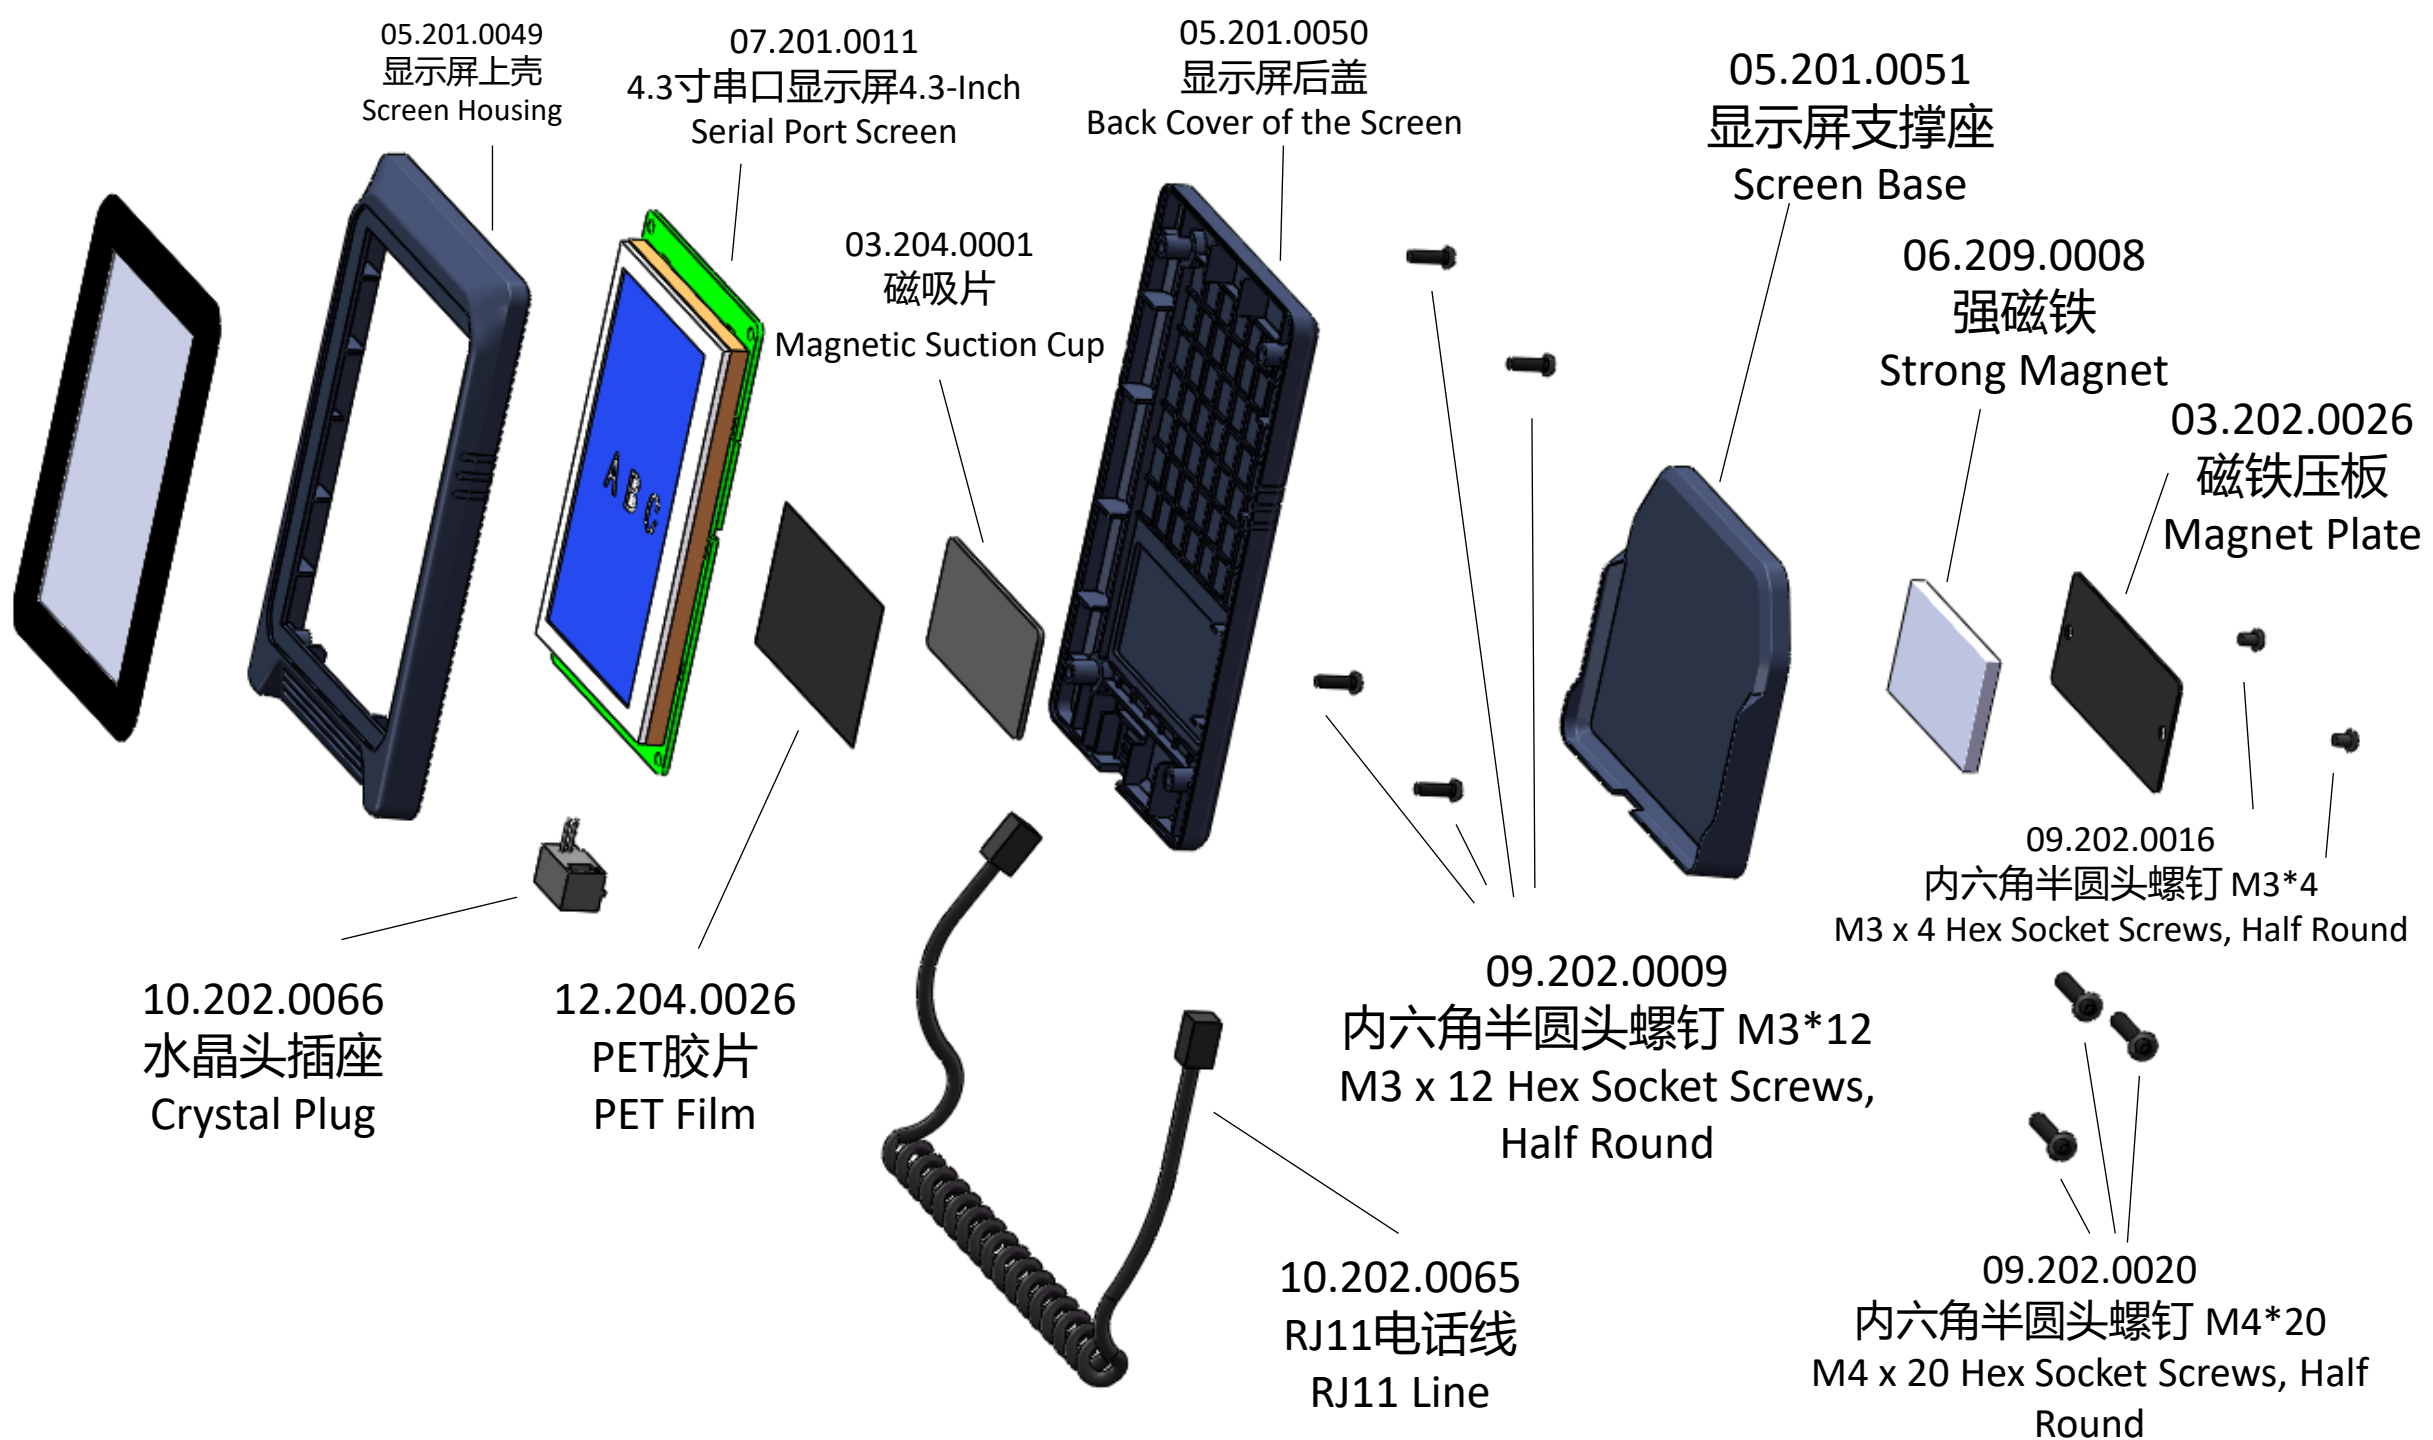 05.201.0049
显示屏上壳
Screen Housing
07.201.0011
4.3寸串口显示屏4.3-Inch
Serial Port Screen
05.201.0050
显示屏后盖
Back Cover of the Screen
05.201.0051
显示屏支撑座
Screen Base
03.204.0001
磁吸片
Magnetic Suction Cup
06.209.0008
强磁铁
Strong Magnet
03.202.0026
磁铁压板
Magnet Plate
ABC
09.202.0016
内六角半圆头螺钉 M3*4
M3 x 4 Hex Socket Screws, Half Round
10.202.0066
水晶头插座
Crystal Plug
12.204.0026
PET胶片
PET Film
09.202.0009
内六角半圆头螺钉 M3*12
M3 x 12 Hex Socket Screws,
Half Round
10.202.0065
RJ11电话线
RJ11 Line
09.202.0020
内六角半圆头螺钉 M4*20
M4 x 20 Hex Socket Screws, Half
Round